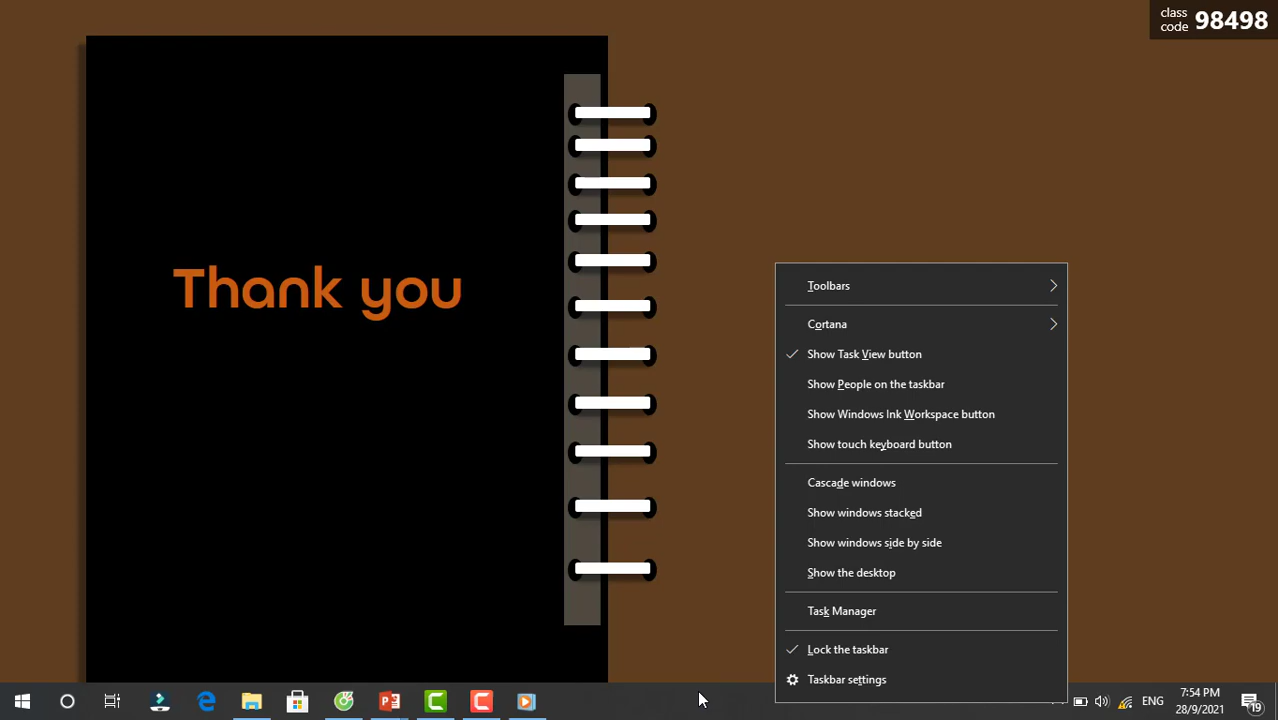 class
code 98498
Thank you
Toolbars
Cortana
Show Task View button
Show People on the taskbar
Show Windows Ink Workspace button
Show touch keyboard button
Cascade windows
Show windows stacked
Show windows side by side
Show the desktop
Task Manager
Lock the taskbar
Taskbar settings
ENG
7:54 PM
28/9/2021
19